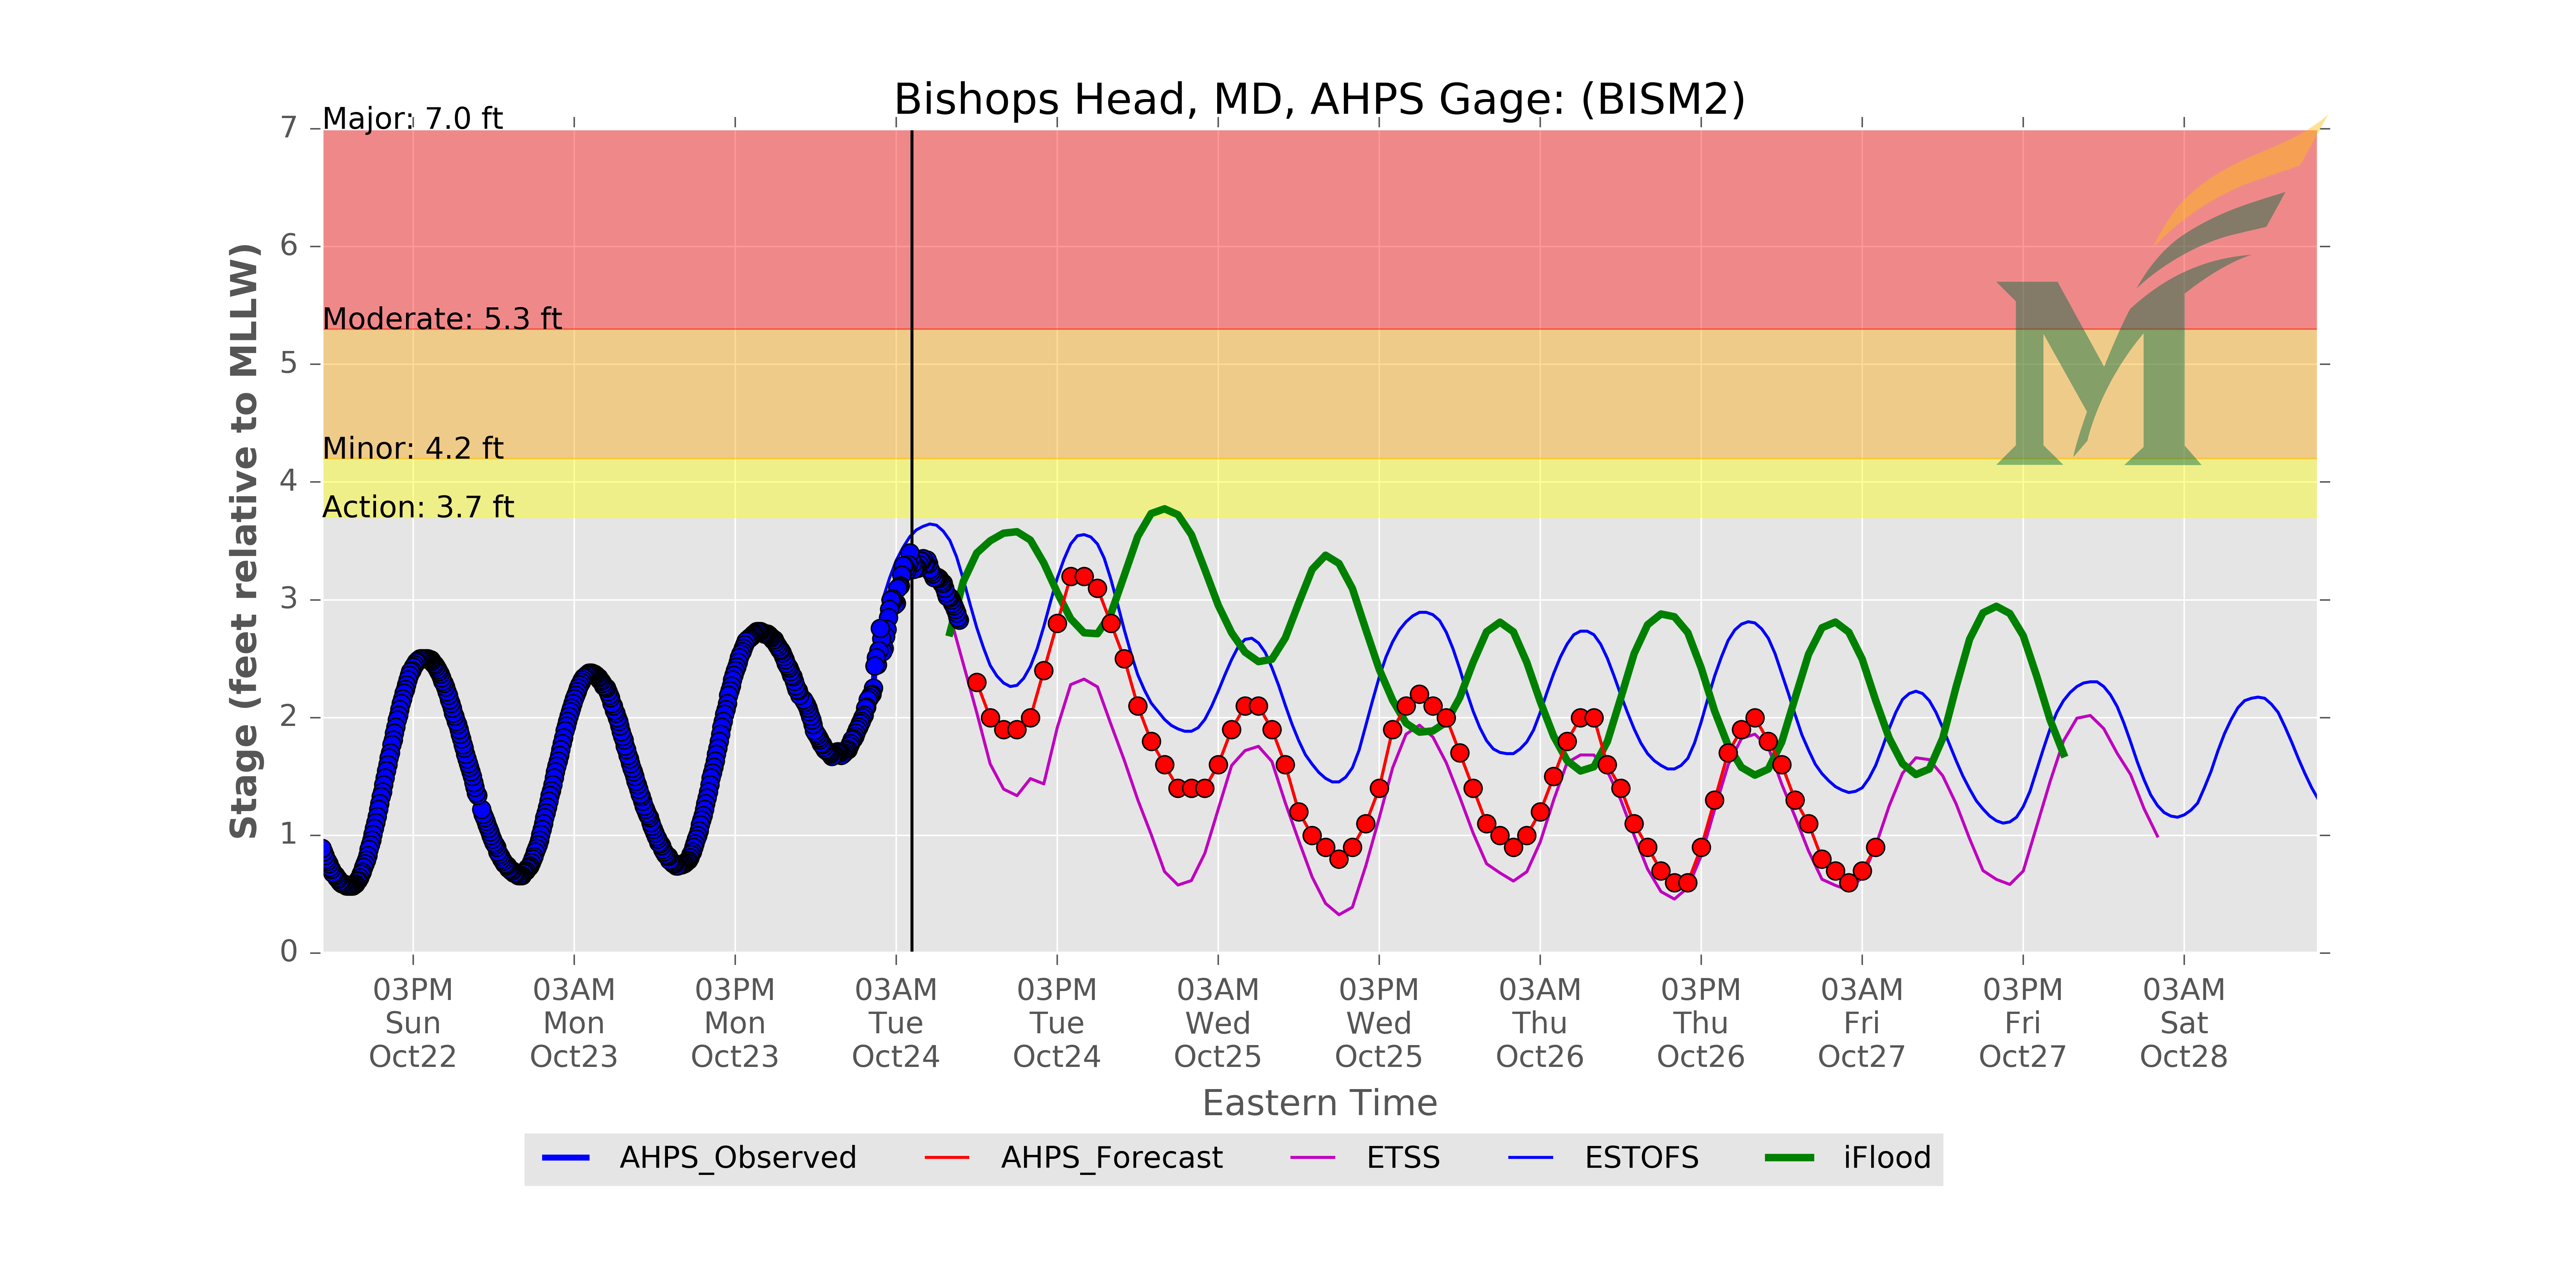 Bishops Head, MD, AHPS Gage: (BISM2)
Major: 7.0 ft
Moderate: 5.3 ft
Minor: 4.2 ft
Action: 3.7 ft
7
6
5
4
3
2
1
0
Stage (feet relative to MLLW)
03PM 03AM 03PM 03AM 03PM 03AM 03PM 03AM 03PM 03AM 03PM 03AM
Sun Mon Mon Tue Tue Wed Wed Thu Thu Fri Fri Sat
Oct22 Oct23 Oct23 Oct24 Oct24 Oct25 Oct25 Oct26 Oct26 Oct27 Oct27 Oct28
Eastern Time
AHPS_Observed AHPS_Forecast ETSS ESTOFS iFlood
M